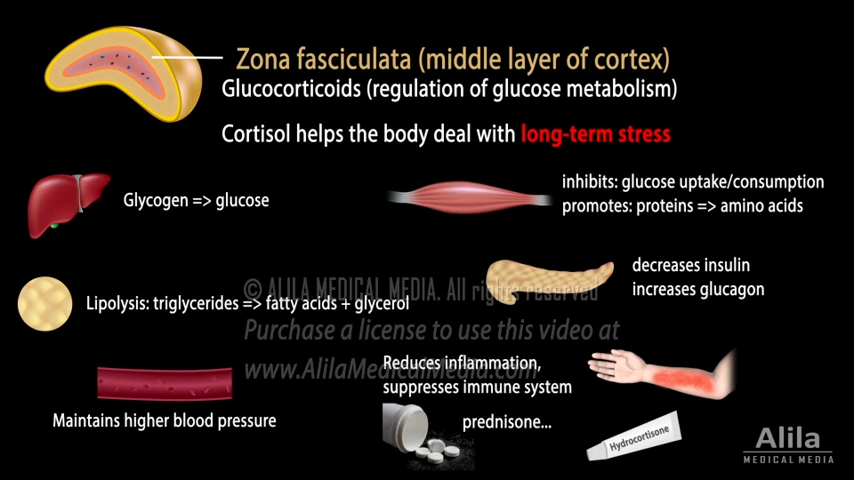 Zona fasciculata (middle layer of cortex)
Glucocorticoids (regulation of glucose metabolism)
Cortisol helps the body deal with long-term stress
Glycogen => glucose
inhibits: glucose uptake/consumption
promotes: proteins => amino acids
decreases insulin
increases glucagon
© ALILA MEDICAL MEDIA. All rights reserved
Lipolysis: triglycerides => fatty acids + glycerol
Purchase a license to use this video at
www.AlilaMedicalMedia.com
Reduces inflammation,
suppresses immune system
Maintains higher blood pressure
prednisone...
Hydrocortisone
Alila
MEDICAL MEDIA